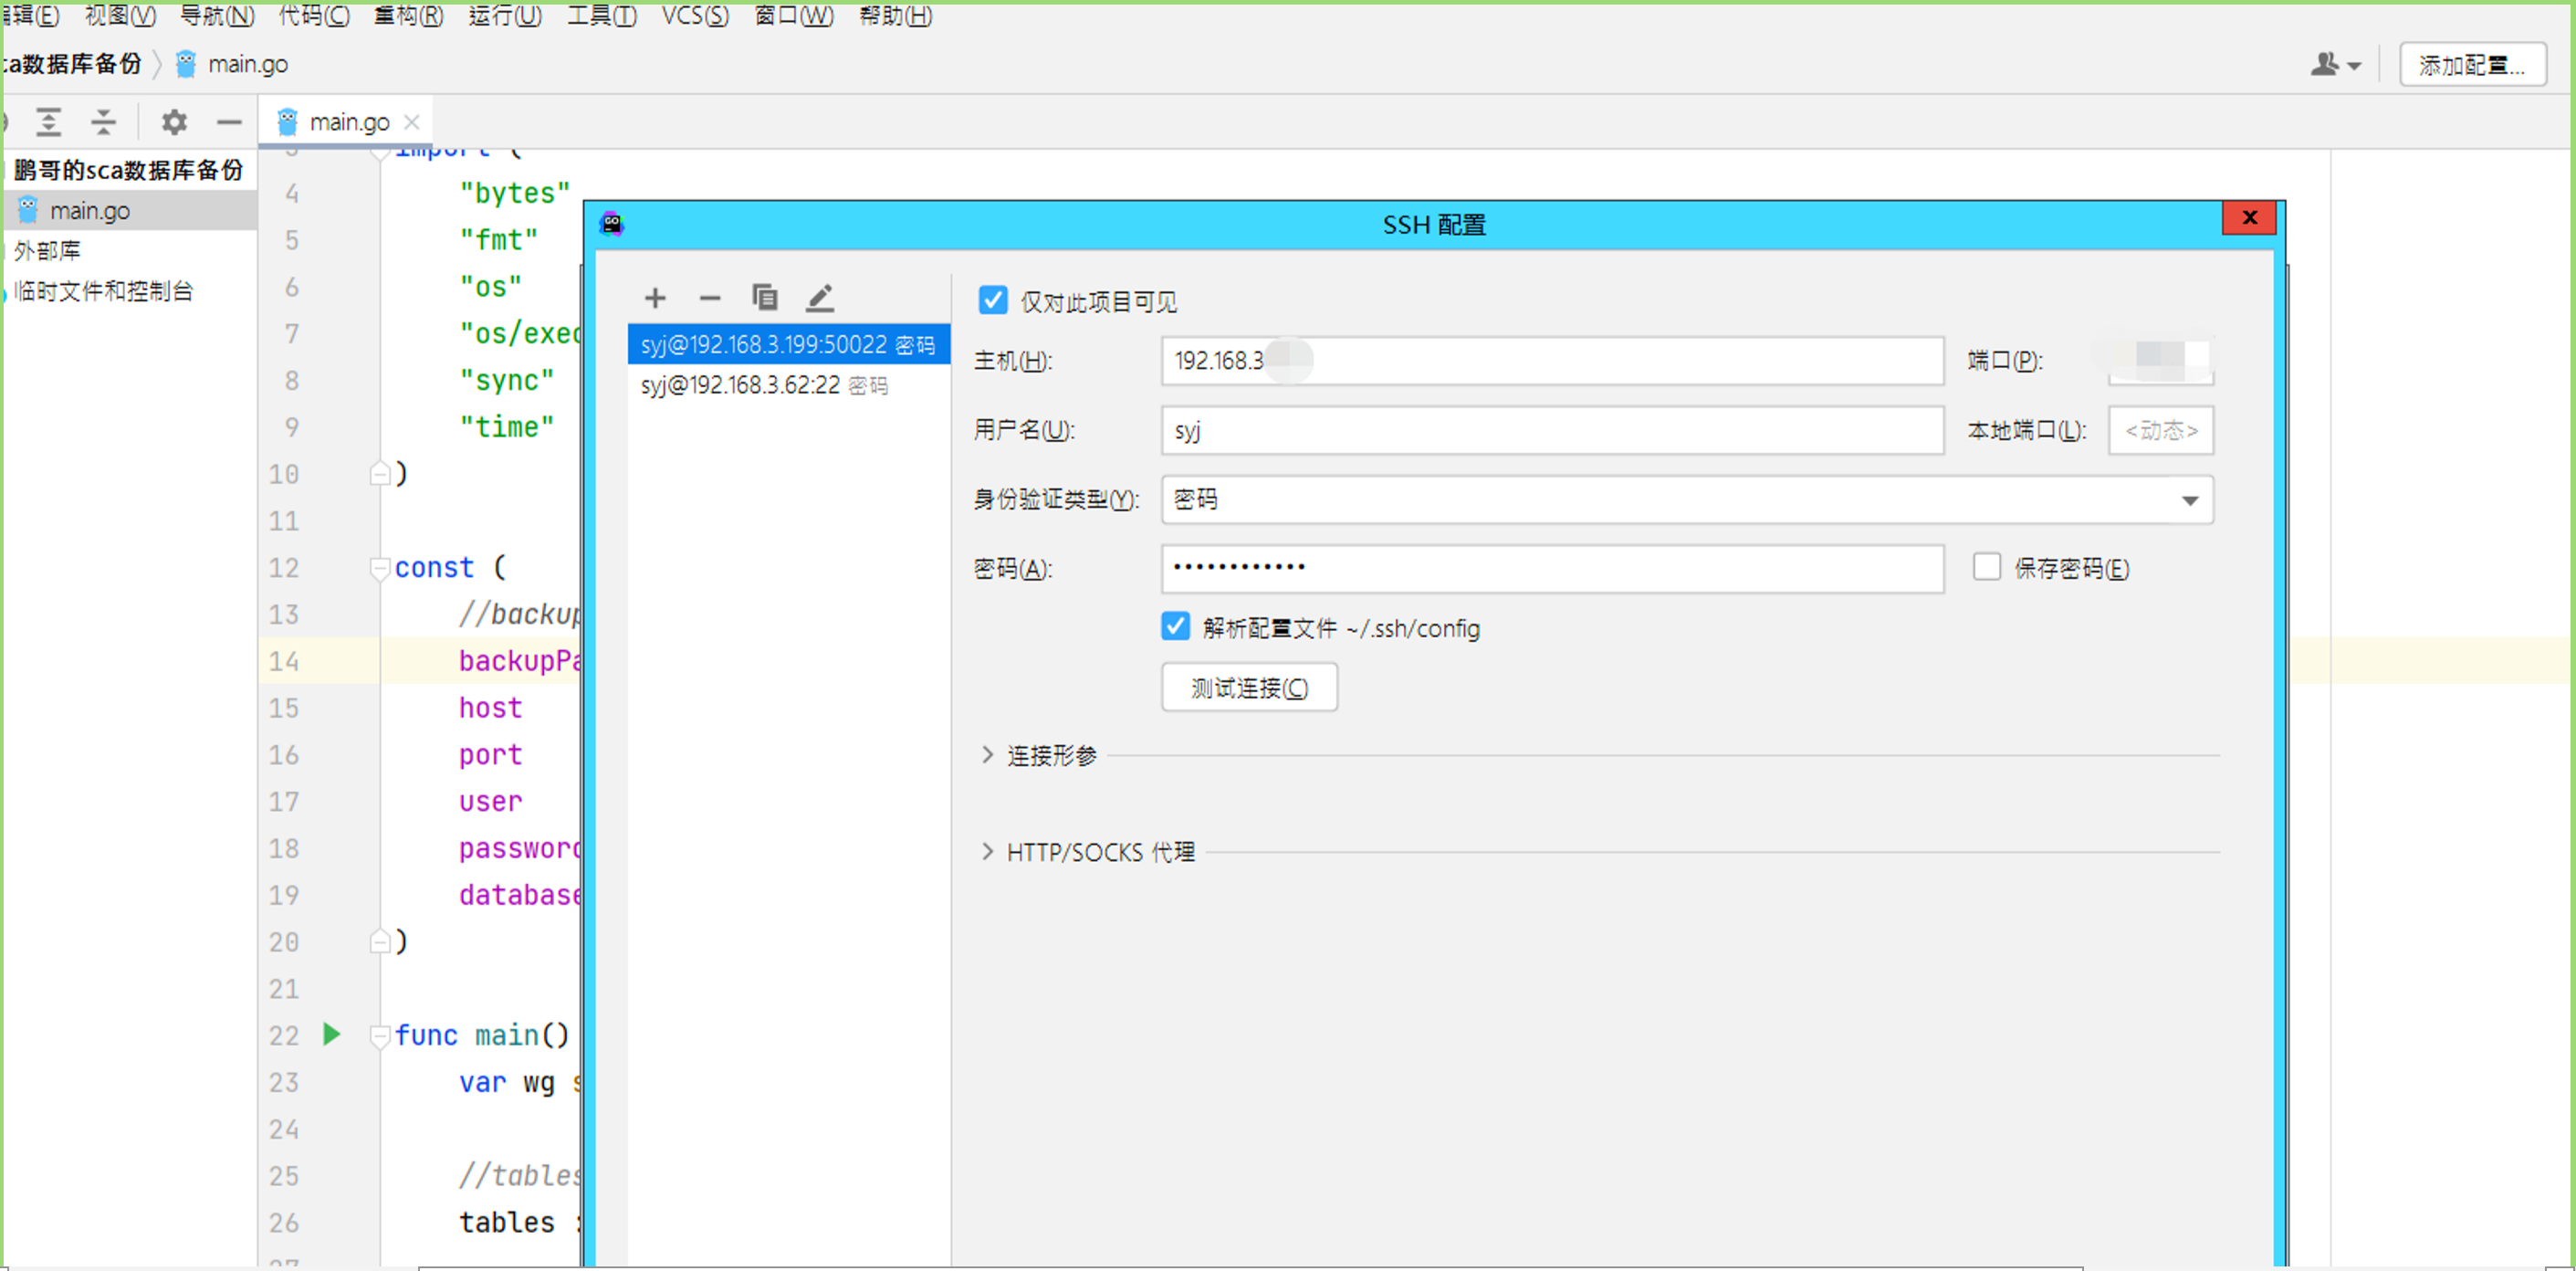 编辑(E) 视图(V) 导航(N) 代码(C) 重构(R) 运行(U) 工具(T) VCS(S) 窗口(W) 帮助(H)
ca数据库备份 main.go
添加配置...
main.go
鹏哥的sca数据库备份
main.go
外部库
临时文件和控制台
3 import (
4 "bytes"
5 "fmt"
6 "os"
7 "os/exec
8 "sync"
9 "time"
10 )
11
12 const (
13 //backup
14 backupPa
15 host
16 port
17 user
18 password
19 database
20 )
21
22 func main()
23 var wg s
24
25 //tables
26 tables :
27
SSH 配置
syj@192.168.3.199:50022 密码
syj@192.168.3.62:22 密码
仅对此项目可见
主机(H): 192.168.3 端口(P):
用户名(U): syj 本地端口(L): <动态>
身份验证类型(Y): 密码
密码(A): •••••••••••• 保存密码(E)
解析配置文件 ~/.ssh/config
测试连接(C)
连接形参
HTTP/SOCKS 代理